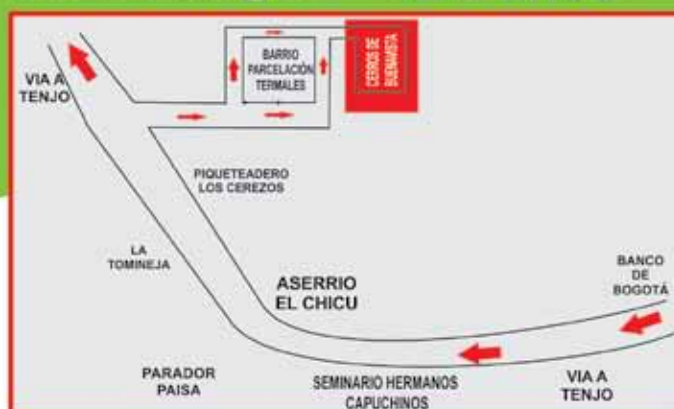 CERROS DE
BUENAVISTA
BARRIO
PARCELACIÓN
TERMALES
VIA A
TENJO
PIQUETEADERO
LOS CEREZOS
LA
TOMINEJA
ASERRIO
EL CHICU
BANCO
DE
BOGOTÁ
PARADOR
PAISA
SEMINARIO HERMANOS
CAPUCHINOS
VIA A
TENJO